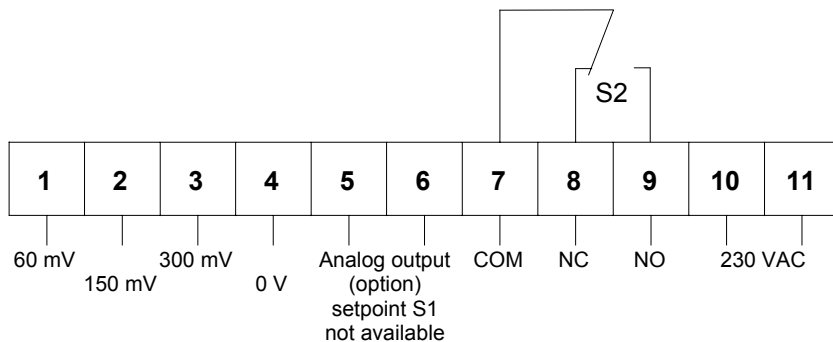 S2
1 2 3 4 5 6 7 8 9 10 11
60 mV 300 mV Analog output COM NC NO 230 VAC
150 mV 0 V (option)
setpoint S1
not available